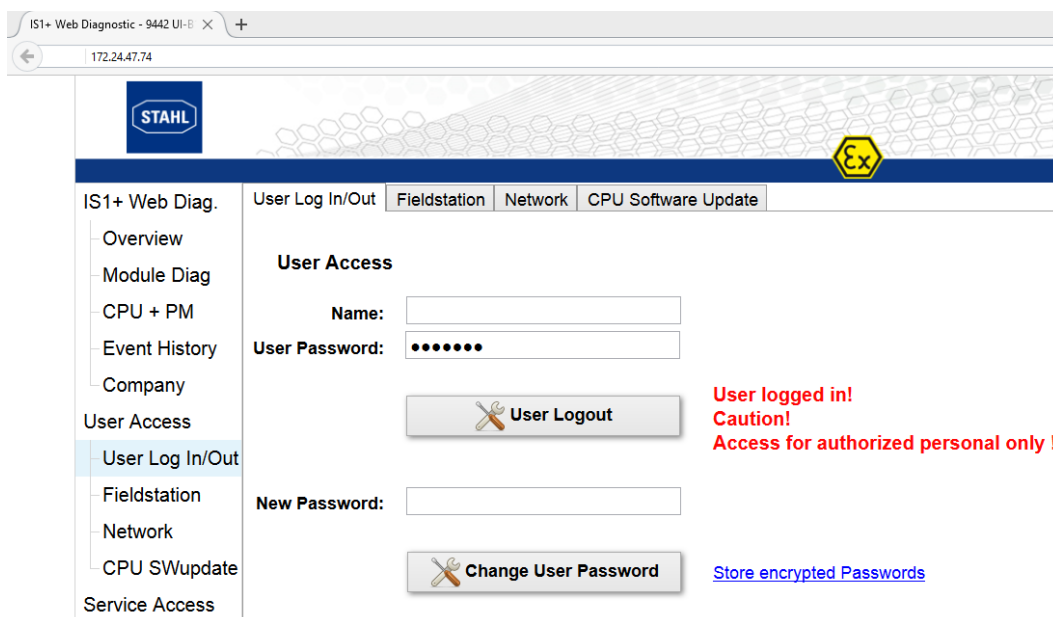 IS1+ Web Diagnostic - 9442 UI-B
172.24.47.74
STAHL
Ex
IS1+ Web Diag.
Overview
Module Diag
CPU + PM
Event History
Company
User Access
User Log In/Out
Fieldstation
Network
CPU SWupdate
Service Access
User Log In/Out Fieldstation Network CPU Software Update
User Access
Name:
User Password: ●●●●●●●
User Logout
User logged in!
Caution!
Access for authorized personal only !
New Password:
Change User Password
Store encrypted Passwords